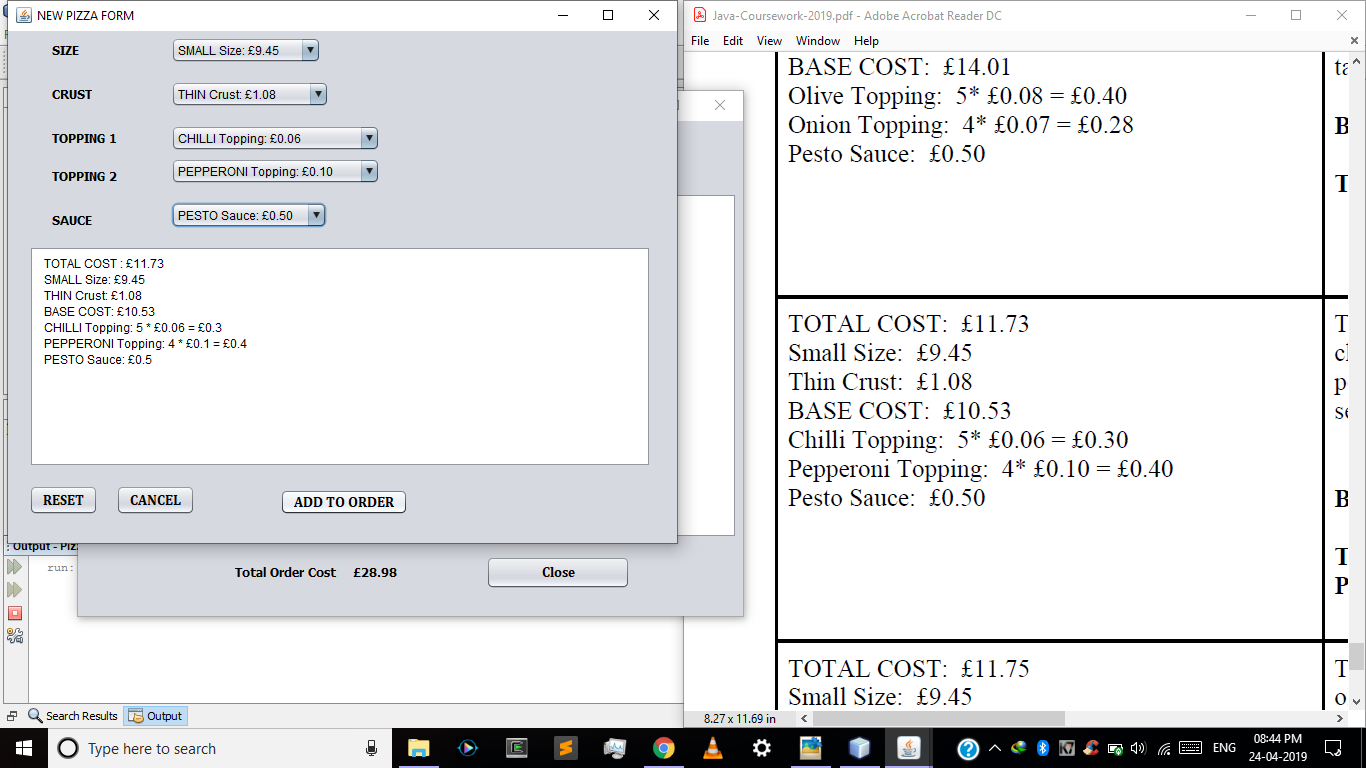 NEW PIZZA FORM
SIZE
SMALL Size: £9.45
CRUST
THIN Crust: £1.08
TOPPING 1
CHILLI Topping: £0.06
TOPPING 2
PEPPERONI Topping: £0.10
SAUCE
PESTO Sauce: £0.50
TOTAL COST : £11.73
SMALL Size: £9.45
THIN Crust: £1.08
BASE COST: £10.53
CHILLI Topping: 5 * £0.06 = £0.3
PEPPERONI Topping: 4 * £0.1 = £0.4
PESTO Sauce: £0.5
RESET
CANCEL
ADD TO ORDER
Output - Piz
run:
Total Order Cost £28.98
Close
Search Results
Output
Java-Coursework-2019.pdf - Adobe Acrobat Reader DC
File Edit View Window Help
BASE COST: £14.01
Olive Topping: 5* £0.08 = £0.40
Onion Topping: 4* £0.07 = £0.28
Pesto Sauce: £0.50
TOTAL COST: £11.73
Small Size: £9.45
Thin Crust: £1.08
BASE COST: £10.53
Chilli Topping: 5* £0.06 = £0.30
Pepperoni Topping: 4* £0.10 = £0.40
Pesto Sauce: £0.50
TOTAL COST: £11.75
Small Size: £9.45
8.27 x 11.69 in
Type here to search
ENG
08:44 PM
24-04-2019